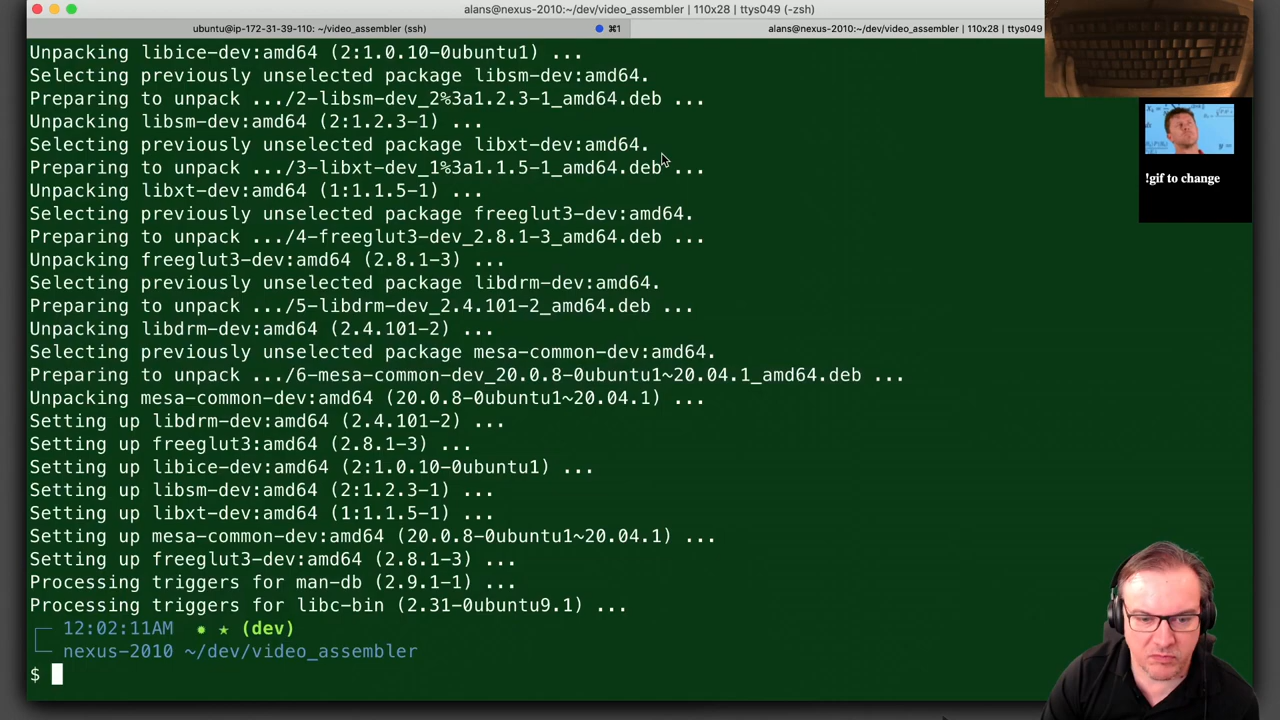 alans@nexus-2010:~/dev/video_assembler | 110x28 | ttys049 (-zsh)
ubuntu@ip-172-31-39-110: ~/video_assembler (ssh)
⌘1
alans@nexus-2010:~/dev/video_assembler | 110x28 | ttys049
Unpacking libice-dev:amd64 (2:1.0.10-0ubuntu1) ...
Selecting previously unselected package libsm-dev:amd64.
Preparing to unpack .../2-libsm-dev_2%3a1.2.3-1_amd64.deb ...
Unpacking libsm-dev:amd64 (2:1.2.3-1) ...
Selecting previously unselected package libxt-dev:amd64.
Preparing to unpack .../3-libxt-dev_1%3a1.1.5-1_amd64.deb ...
Unpacking libxt-dev:amd64 (1:1.1.5-1) ...
Selecting previously unselected package freeglut3-dev:amd64.
Preparing to unpack .../4-freeglut3-dev_2.8.1-3_amd64.deb ...
Unpacking freeglut3-dev:amd64 (2.8.1-3) ...
Selecting previously unselected package libdrm-dev:amd64.
Preparing to unpack .../5-libdrm-dev_2.4.101-2_amd64.deb ...
Unpacking libdrm-dev:amd64 (2.4.101-2) ...
Selecting previously unselected package mesa-common-dev:amd64.
Preparing to unpack .../6-mesa-common-dev_20.0.8-0ubuntu1~20.04.1_amd64.deb ...
Unpacking mesa-common-dev:amd64 (20.0.8-0ubuntu1~20.04.1) ...
Setting up libdrm-dev:amd64 (2.4.101-2) ...
Setting up freeglut3:amd64 (2.8.1-3) ...
Setting up libice-dev:amd64 (2:1.0.10-0ubuntu1) ...
Setting up libsm-dev:amd64 (2:1.2.3-1) ...
Setting up libxt-dev:amd64 (1:1.1.5-1) ...
Setting up mesa-common-dev:amd64 (20.0.8-0ubuntu1~20.04.1) ...
Setting up freeglut3-dev:amd64 (2.8.1-3) ...
Processing triggers for man-db (2.9.1-1) ...
Processing triggers for libc-bin (2.31-0ubuntu9.1) ...
12:02:11AM ● ★ (dev)
nexus-2010 ~/dev/video_assembler
$
!gif to change